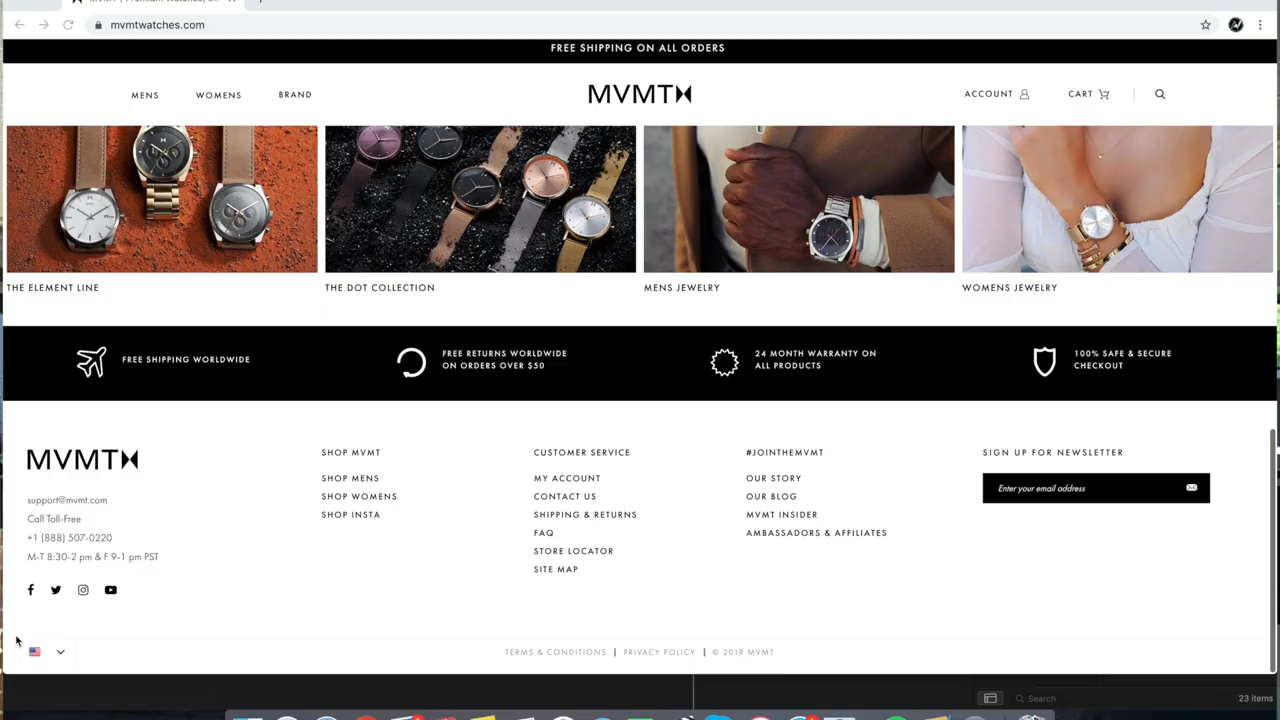 mvmtwatches.com
FREE SHIPPING ON ALL ORDERS
MENS
WOMENS
BRAND
MVMT
ACCOUNT
CART
THE ELEMENT LINE
THE DOT COLLECTION
MENS JEWELRY
WOMENS JEWELRY
FREE SHIPPING WORLDWIDE
FREE RETURNS WORLDWIDE
ON ORDERS OVER $50
24 MONTH WARRANTY ON
ALL PRODUCTS
100% SAFE & SECURE
CHECKOUT
MVMT
support@mvmt.com
Call Toll-Free
+1 (888) 507-0220
M-T 8:30-2 pm & F 9-1 pm PST
SHOP MVMT
SHOP MENS
SHOP WOMENS
SHOP INSTA
CUSTOMER SERVICE
MY ACCOUNT
CONTACT US
SHIPPING & RETURNS
FAQ
STORE LOCATOR
SITE MAP
#JOINTHEMVMT
OUR STORY
OUR BLOG
MVMT INSIDER
AMBASSADORS & AFFILIATES
SIGN UP FOR NEWSLETTER
Enter your email address
TERMS & CONDITIONS | PRIVACY POLICY | © 2019 MVMT
Search
23 items